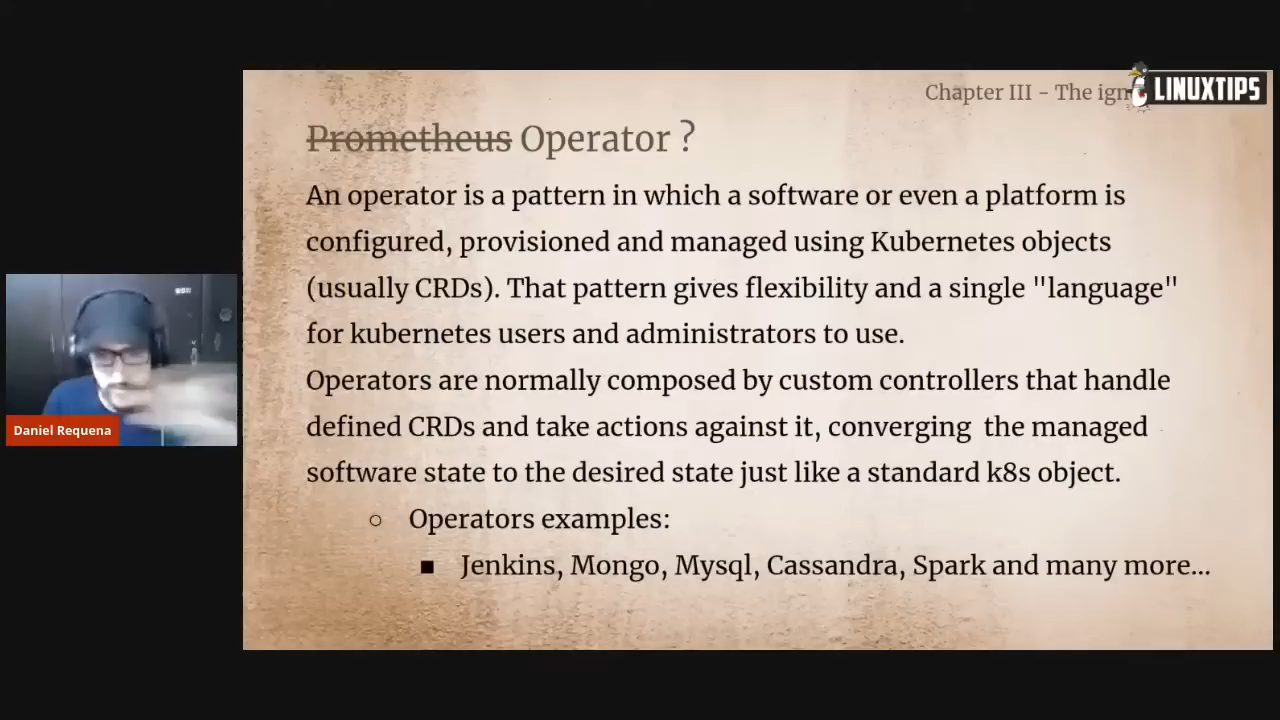 Chapter III - The ign
LINUXTIPS
Prometheus Operator ?
An operator is a pattern in which a software or even a platform is
configured, provisioned and managed using Kubernetes objects
(usually CRDs). That pattern gives flexibility and a single "language"
for kubernetes users and administrators to use.
Operators are normally composed by custom controllers that handle
defined CRDs and take actions against it, converging the managed
software state to the desired state just like a standard k8s object.
○ Operators examples:
■ Jenkins, Mongo, Mysql, Cassandra, Spark and many more...
Daniel Requena